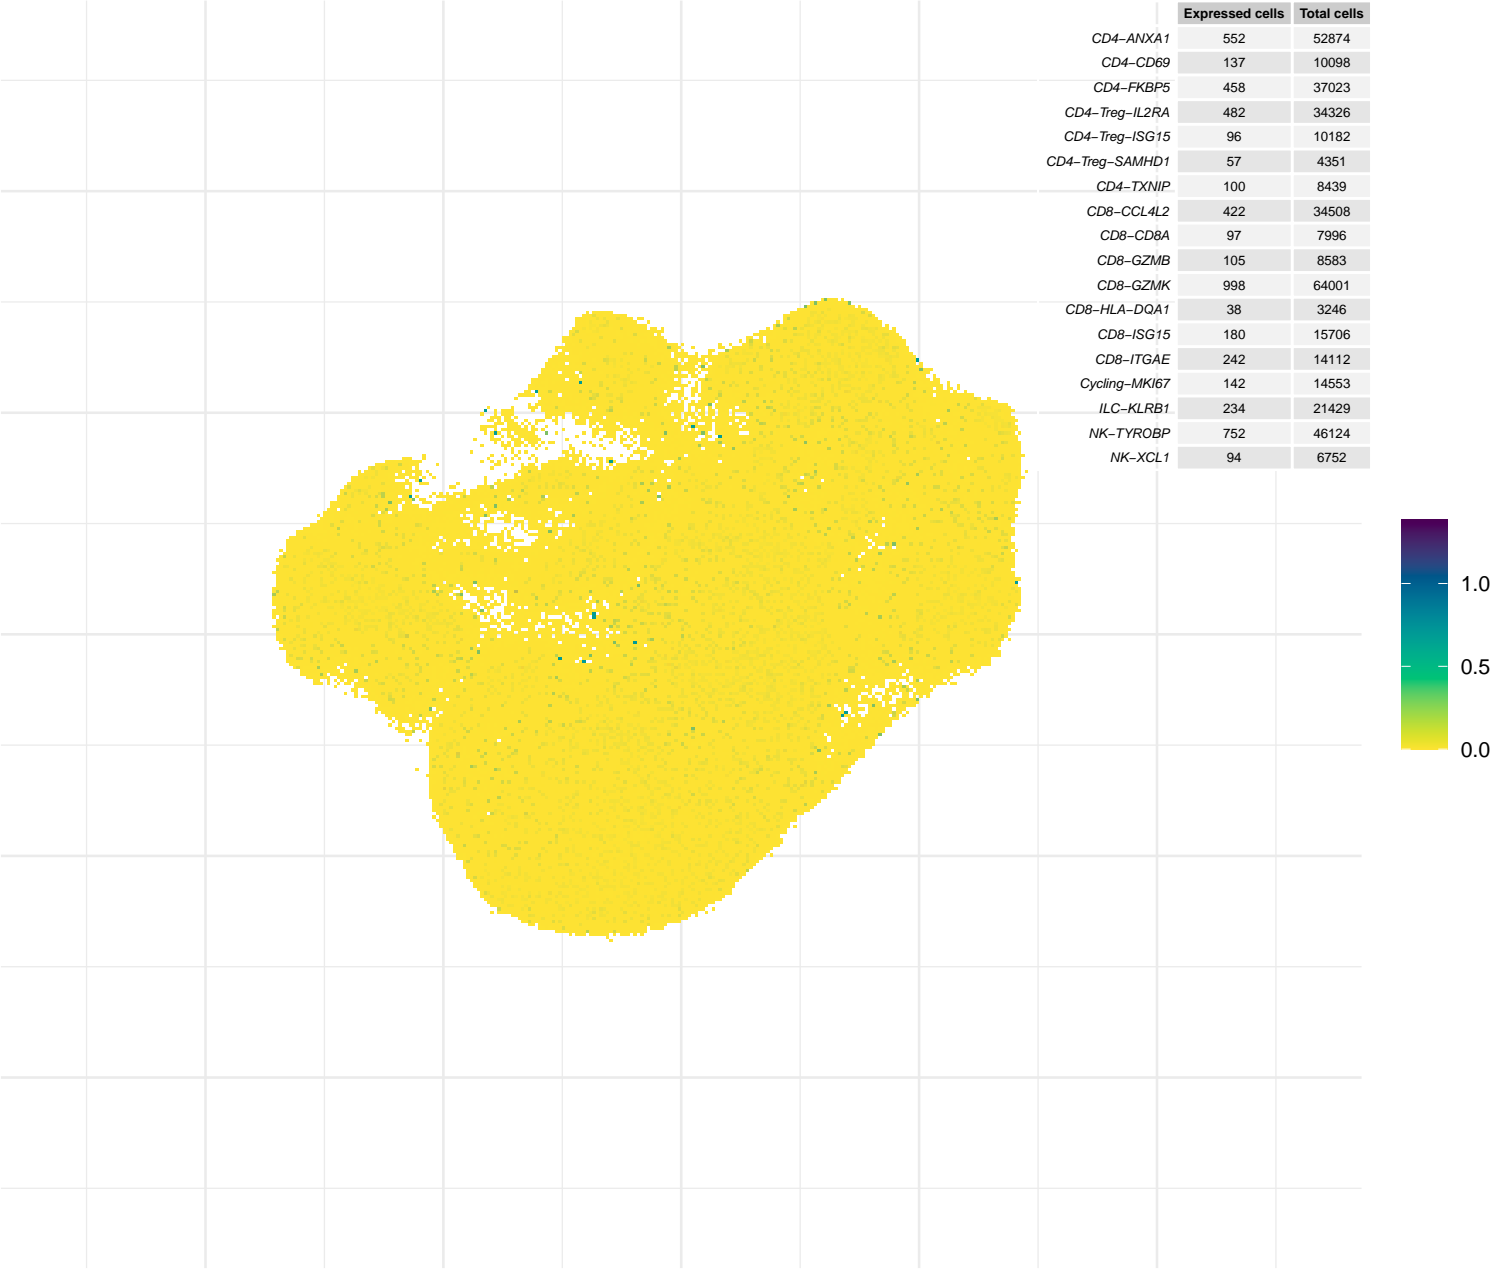 Expressed cells Total cells
CD4−ANXA1 552 52874
CD4−CD69 137 10098
CD4−FKBP5 458 37023
CD4−Treg−IL2RA 482 34326
CD4−Treg−ISG15 96 10182
CD4−Treg−SAMHD1 57 4351
CD4−TXNIP 100 8439
CD8−CCL4L2 422 34508
CD8−CD8A 97 7996
CD8−GZMB 105 8583
CD8−GZMK 998 64001
CD8−HLA−DQA1 38 3246
CD8−ISG15 180 15706
CD8−ITGAE 242 14112
Cycling−MKI67 142 14553
ILC−KLRB1 234 21429
NK−TYROBP 752 46124
NK−XCL1 94 6752
1.0
0.5
0.0